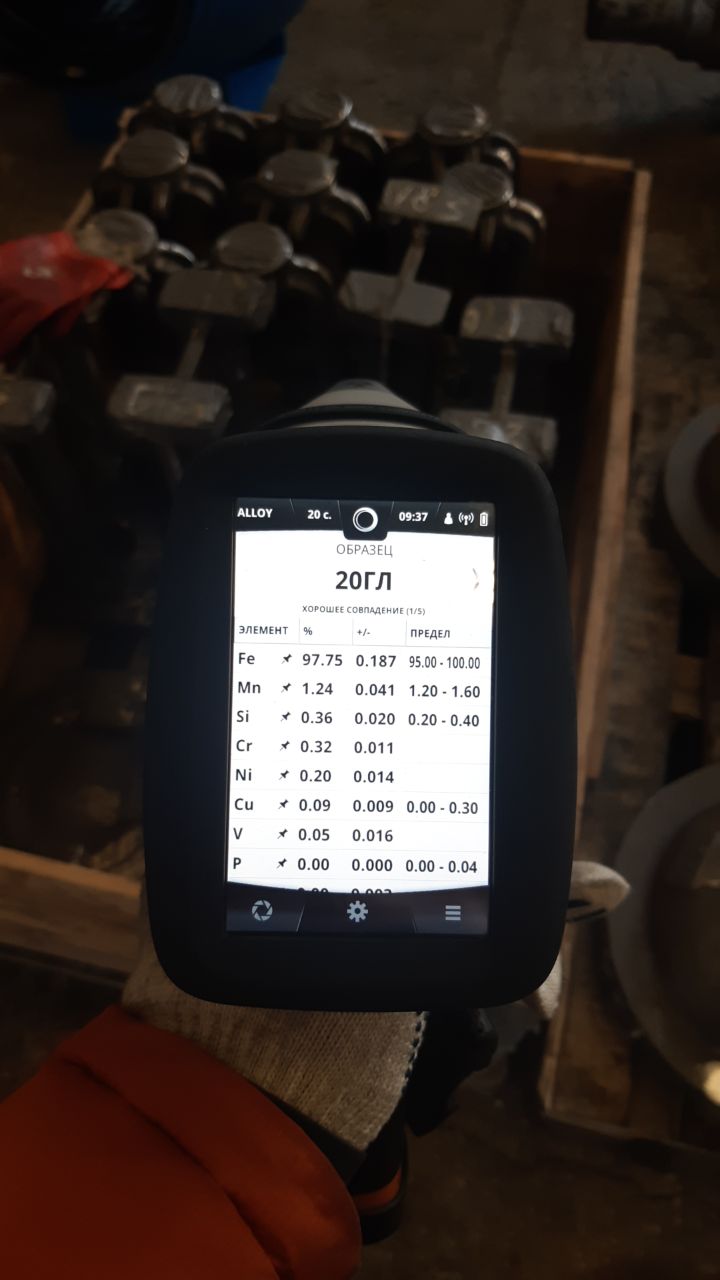 ALLOY 20 с. 09:37
ОБРАЗЕЦ
20ГЛ
ХОРОШЕЕ СОВПАДЕНИЕ (1/5)
ЭЛЕМЕНТ % +/- ПРЕДЕЛ
Fe 97.75 0.187 95.00 - 100.00
Mn 1.24 0.041 1.20 - 1.60
Si 0.36 0.020 0.20 - 0.40
Cr 0.32 0.011
Ni 0.20 0.014
Cu 0.09 0.009 0.00 - 0.30
V 0.05 0.016
P 0.00 0.000 0.00 - 0.04